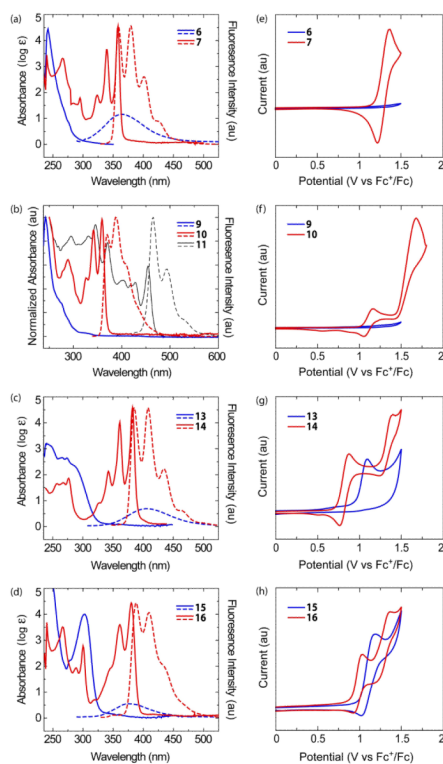 (a)
Absorbance (log ε)
5
4
3
2
1
0
250 300 350 400 450 500
Wavelength (nm)
Fluoresence Intensity (au)
6
7
(e)
Current (au)
6
7
0 0.5 1.0 1.5 2
Potential (V vs Fc+/Fc)
(b)
Normalized Absorbance (au)
300 400 500 600
Wavelength (nm)
Fluoresence Intensity (au)
9
10
11
(f)
Current (au)
9
10
0 0.5 1.0 1.5 2
Potential (V vs Fc+/Fc)
(c)
Absorbance (log ε)
5
4
3
2
1
0
250 300 350 400 450 500
Wavelength (nm)
Fluoresence Intensity (au)
13
14
(g)
Current (au)
13
14
0 0.5 1.0 1.5 2
Potential (V vs Fc+/Fc)
(d)
Absorbance (log ε)
5
4
3
2
1
0
250 300 350 400 450 500
Wavelength (nm)
Fluoresence Intensity (au)
15
16
(h)
Current (au)
15
16
0 0.5 1.0 1.5 2
Potential (V vs Fc+/Fc)